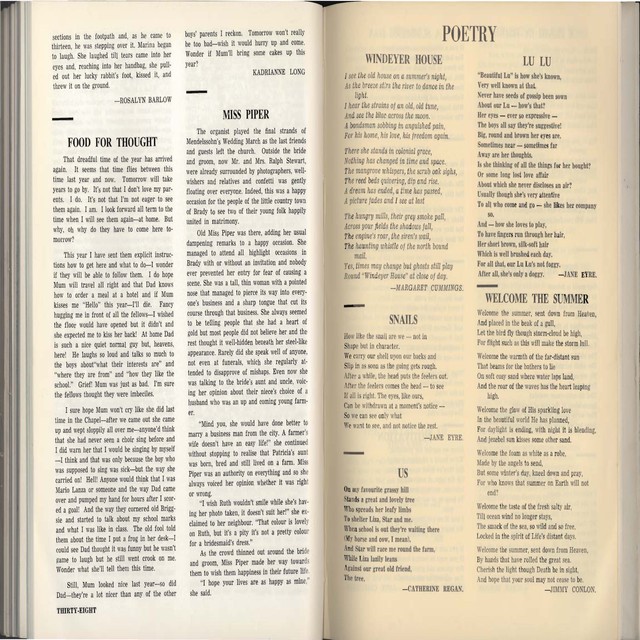 sections in the footpath and, as he came to
thirteen, he was stepping over it. Marina began
to laugh. She laughed till tears came into her
eyes and, reaching into her handbag, she pull-
ed out her lucky rabbit's foot, kissed it, and
threw it on the ground.
—ROSALYN BARLOW
FOOD FOR THOUGHT
That dreadful time of the year has arrived
again. It seems that time flies between this
time last year and now. Tomorrow will take
years to go by. It's not that I don't love my par-
ents. I do. It's not that I'm not eager to see
them again. I am. I look forward all term to the
time when I will see them again—at home. But
why, oh, why do they have to come here to-
morrow?
This year I have sent them explicit instruc-
tions how to get here and what to do—I wonder
if they will be able to follow them. I do hope
Mum will travel all right and that Dad knows
how to order a meal at a hotel and if Mum
kisses me "Hello" this year—I'll die. Fancy
hugging me in front of all the fellows—I wished
the floor would have opened but it didn't and
she expected me to kiss her back! At home Dad
is such a nice quiet normal guy but, heavens,
here! He laughs so loud and talks so much to
the boys about "what their interests are" and
"where they are from" and "how they like the
school." Grief! Mum was just as bad. I'm sure
the fellows thought they were imbeciles.
I sure hope Mum won't cry like she did last
time in the Chapel—after we came out she came
up and wept sloppily all over me—anyone'd think
that she had never seen a choir sing before and
I did warn her that I would be singing by myself
—I think and that was only because the boy who
was supposed to sing was sick—but the way she
carried on! Hell! Anyone would think that I was
Mario Lanza or someone and the way Dad came
over and pumped my hand for hours after I scor-
ed a goal! And the way they cornered old Brigg-
sie and started to talk about my school marks
and what I was like in class. The old fool told
them about the time I put a frog in her desk—I
could see Dad thought it was funny but he wasn't
game to laugh but he still went crook on me.
Wonder what she'll tell them this time.
Still, Mum looked nice last year—so did
Dad—they're a lot nicer than any of the other
THIRTY-EIGHT
boys' parents I reckon. Tomorrow won't really
be too bad—wish it would hurry up and come.
Wonder if Mum'll bring some cakes up this
year?
KADRIANNE LONG
MISS PIPER
The organist played the final strands of
Mendelssohn's Wedding March as the last friends
and guests left the church. Outside the bride
and groom, now Mr. and Mrs. Ralph Stewart,
were already surrounded by photographers, well-
wishers and relatives and confetti was gently
floating over everyone. Indeed, this was a happy
occasion for the people of the little country town
of Brady to see two of their young folk happily
united in matrimony.
Old Miss Piper was there, adding her usual
dampening remarks to a happy occasion. She
managed to attend all highlight occasions in
Brady with or without an invitation and nobody
ever prevented her entry for fear of causing a
scene. She was a tall, thin woman with a pointed
nose that managed to pierce its way into every-
one's business and a sharp tongue that cut its
course through that business. She always seemed
to be telling people that she had a heart of
gold but most people did not believe her and the
rest thought it well-hidden beneath her steel-like
appearance. Rarely did she speak well of anyone,
not even at funerals, which she regularly at-
tended to disapprove of mishaps. Even now she
was talking to the bride's aunt and uncle, voic-
ing her opinion about their niece's choice of a
husband who was an up and coming young farm-
er.
"Mind you, she would have done better to
marry a business man from the city. A farmer's
wife doesn't have an easy life!" she continued
without stopping to realise that Patricia's aunt
was born, bred and still lived on a farm. Miss
Piper was an authority on everything and so she
always voiced her opinion whether it was right
or wrong.
"I wish Ruth wouldn't smile while she's hav-
ing her photo taken, it doesn't suit her!" she ex-
claimed to her neighbour. "That colour is lovely
on Ruth, but it's a pity it's not a pretty colour
for a bridesmaid's dress."
As the crowd thinned out around the bride
and groom, Miss Piper made her way towards
them to wish them happiness in their future life.
"I hope your lives are as happy as mine,"
she said.
POETRY
WINDEYER HOUSE
I see the old house on a summer's night,
As the breeze stirs the river to dance in the
light.
I hear the strains of an old, old tune,
And see the blue across the moon.
A bandsman sobbing in anguished pain,
For his home, his love, his freedom again.
There she stands in colonial grace,
Nothing has changed in time and space.
The mangrove whispers, the scrub oak sighs,
The reed beds quivering, dip and rise.
A dream has ended, a time has passed,
A picture fades and I see at last
The hungry mills, their grey smoke pall,
Across your fields the shadows fall,
The engine's roar, the siren's wail,
The haunting whistle of the north bound
mail.
Yes, times may change but ghosts still play
Round "Windeyer House" at close of day.
—MARGARET CUMMINGS.
SNAILS
How like the snail are we — not in
Shape but in character.
We carry our shell upon our backs and
Slip in as soon as the going gets rough.
After a while, the head puts the feelers out.
After the feelers comes the head — to see
If all is right. The eyes, like ours,
Can be withdrawn at a moment's notice —
So we can see only what
We want to see, and not notice the rest.
—JANE EYRE.
US
On my favourite grassy hill
Stands a great and lovely tree
Who spreads her leafy limbs
To shelter Liza, Star and me.
When school is out they're waiting there
(My horse and cow, I mean),
And Star will rare me round the farm,
While Liza lazily leans
Against our great old friend,
The tree.
—CATHERINE REGAN.
LU LU
"Beautiful Lu" is how she's known,
Very well known at that.
Never have seeds of gossip been sown
About our Lu — how's that?
Her eyes — ever so expressive —
The boys all say they're suggestive!
Big, round and brown her eyes are.
Sometimes near — sometimes far
Away are her thoughts.
Is she thinking of all the things for her bought?
Or some long lost love affair
About which she never discloses an air?
Usually though she's very attentive
To all who come and go — she likes her company
so.
And — how she loves to play,
To have fingers run through her hair,
Her short brown, silk-soft hair
Which is well brushed each day.
For all that, our Lu Lu's not foggy,
After all, she's only a doggy. —JANE EYRE.
WELCOME THE SUMMER
Welcome the summer, sent down from Heaven,
And placed in the beak of a gull,
Let the bird fly though storm-cloud be high,
For flight such as this will make the storm lull.
Welcome the warmth of the far-distant sun
That beams for the bathers to lie
On soft cosy sand where water laps land,
And the rear of the waves has the heart leaping
high.
Welcome the glow of His sparkling love
In the beautiful world He has planned,
For daylight is ending, with night it is blending,
And jezebel sun kisses some other sand.
Welcome the foam as white as a robe,
Made by the angels to send,
But some winter's day, kneel down and pray,
For who knows that summer on Earth will not
end?
Welcome the taste of the fresh salty air,
Till ocean wind no longer stays,
The smack of the sea, so wild and so free,
Locked in the spirit of Life's distant days.
Welcome the summer, sent down from Heaven,
By hands that have rolled the great sea.
Cherish the light though Death be in sight,
And hope that your soul may not cease to be.
—JIMMY CONLON.